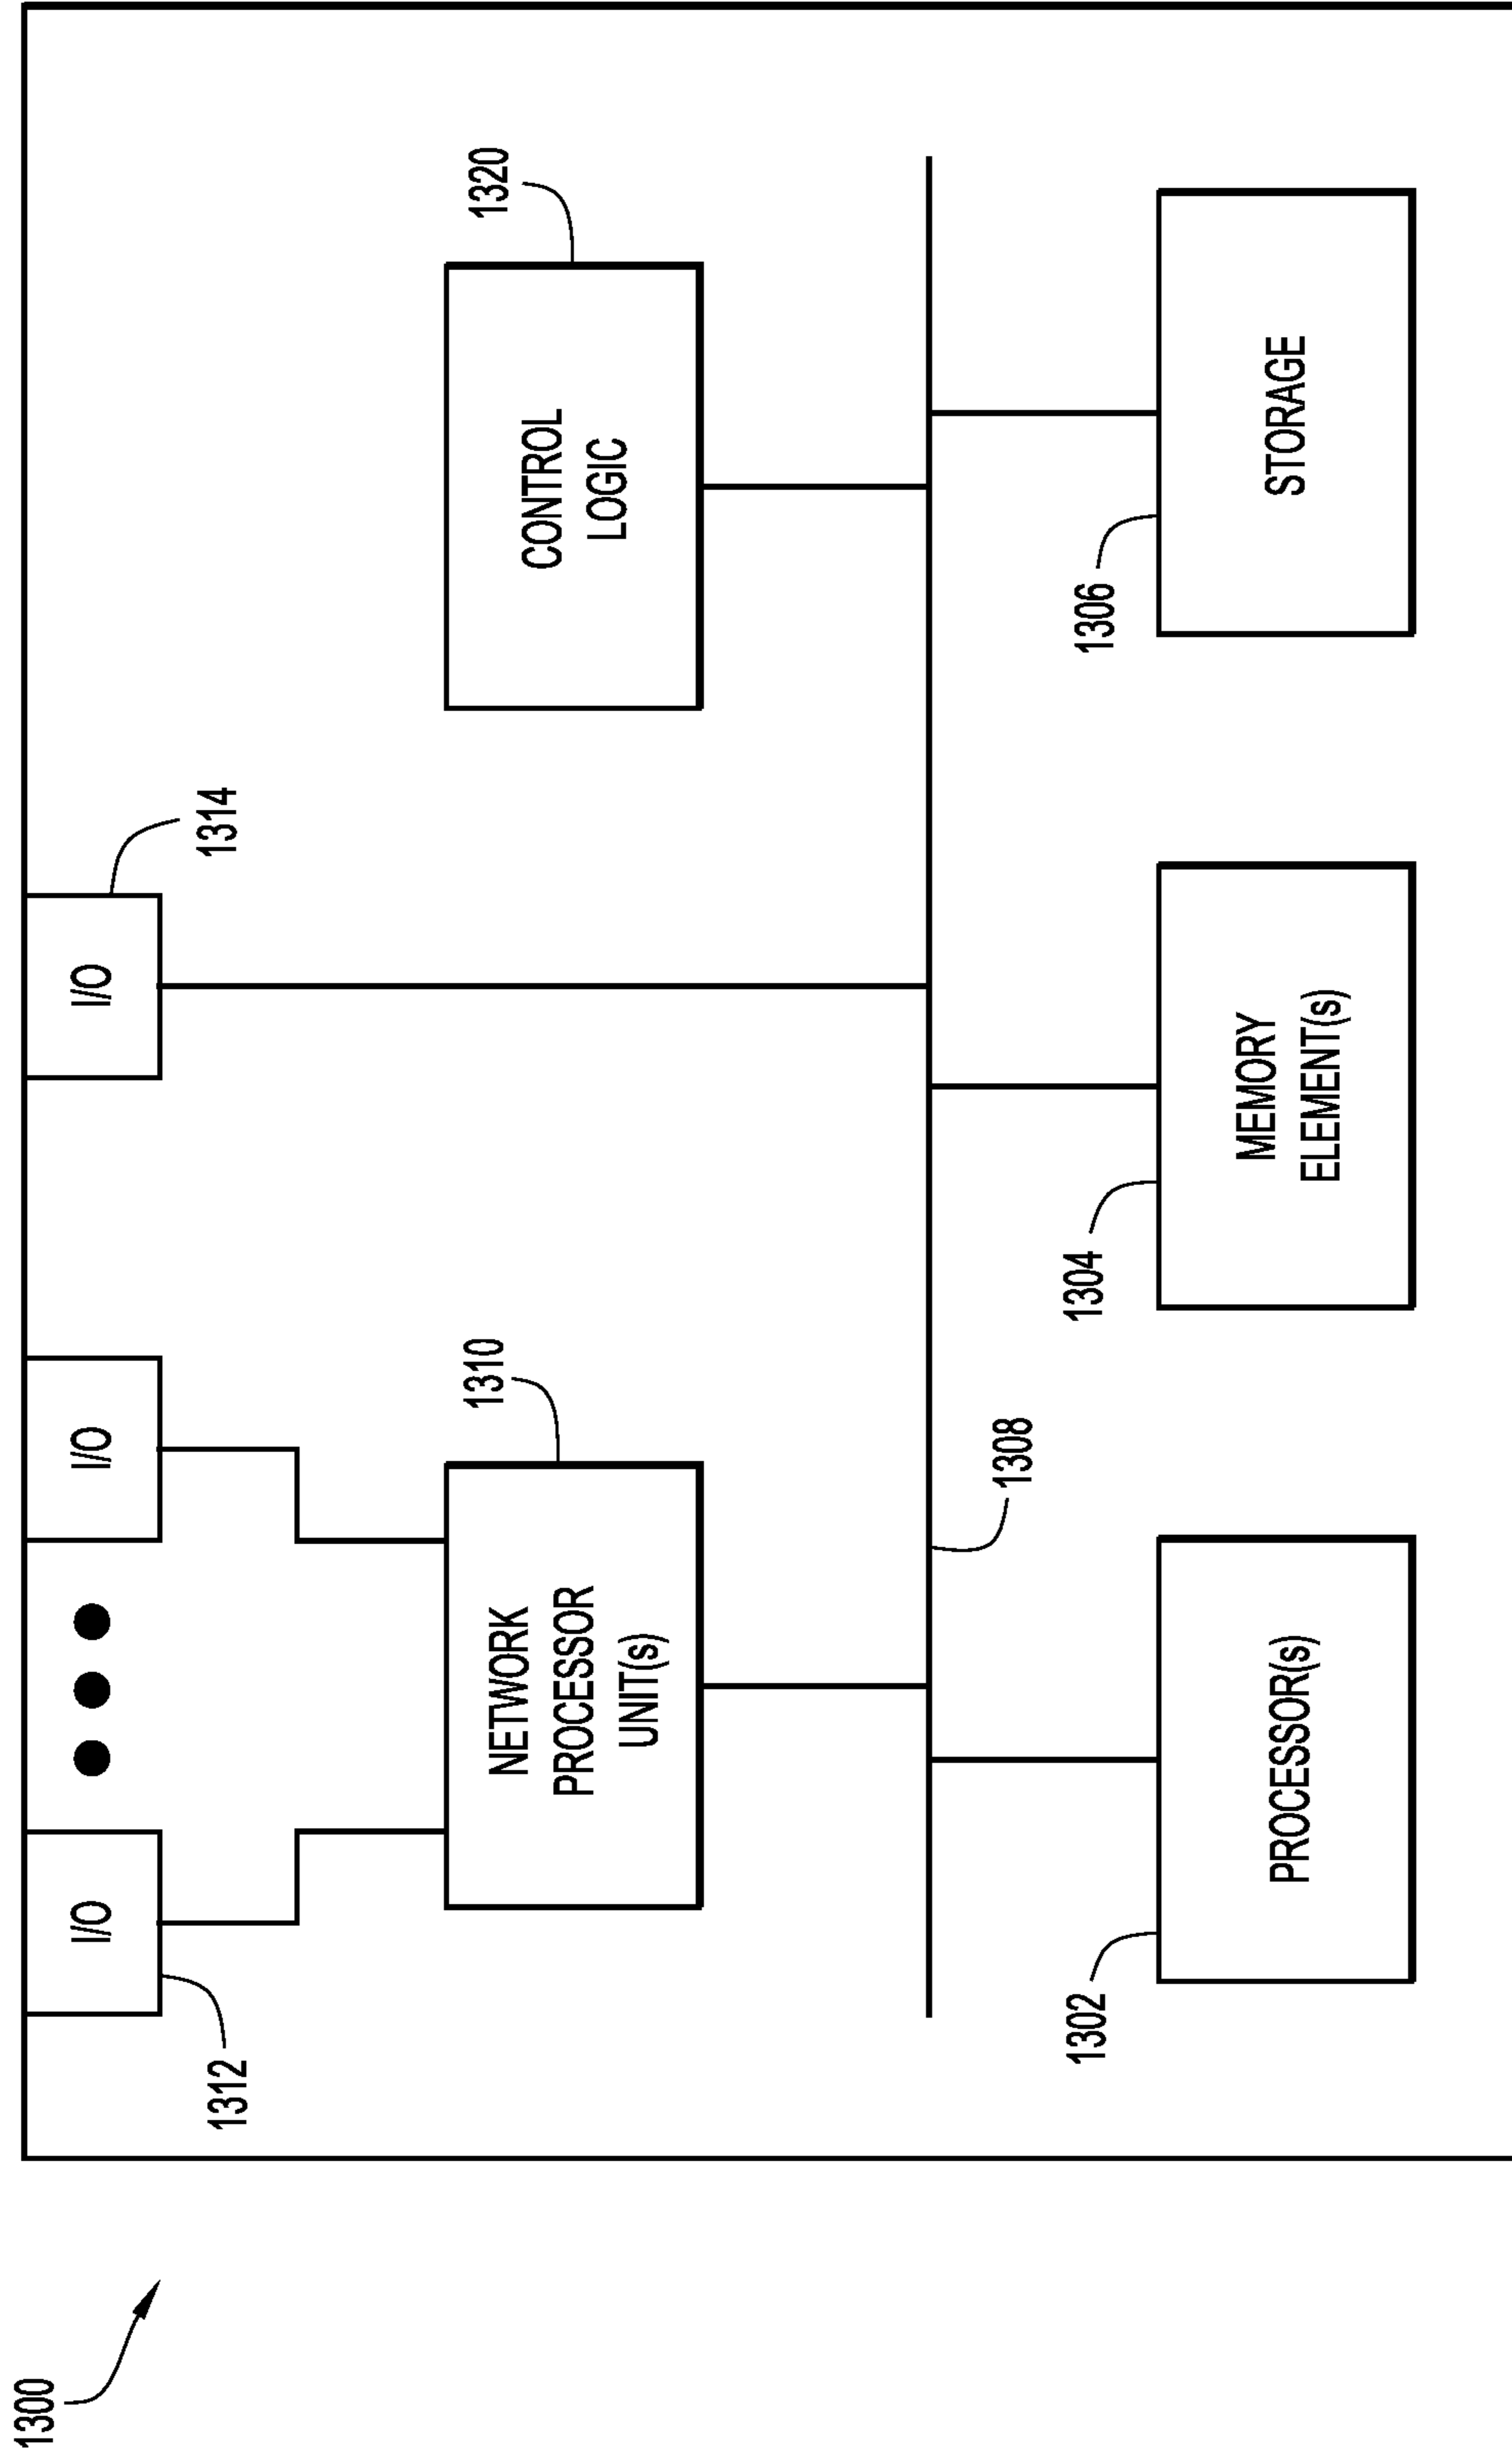 1300
1312
I/O
I/O
I/O
1314
1310
NETWORK
PROCESSOR
UNIT(s)
1320
CONTROL
LOGIC
1308
1302
PROCESSOR(s)
1304
MEMORY
ELEMENT(s)
1306
STORAGE